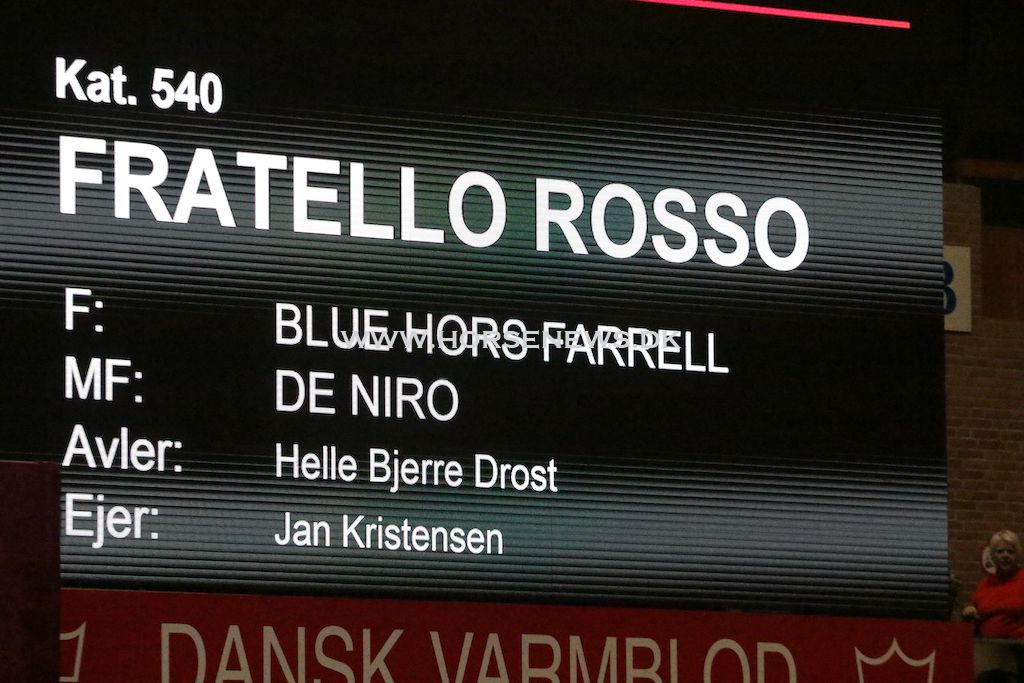 Kat. 540
FRATELLO ROSSO
F: BLUE HORS FARRELL
WWW.HORSENEWS.DK
MF: DE NIRO
Avler: Helle Bjerre Drost
Ejer: Jan Kristensen
DANSK VARMBLOD